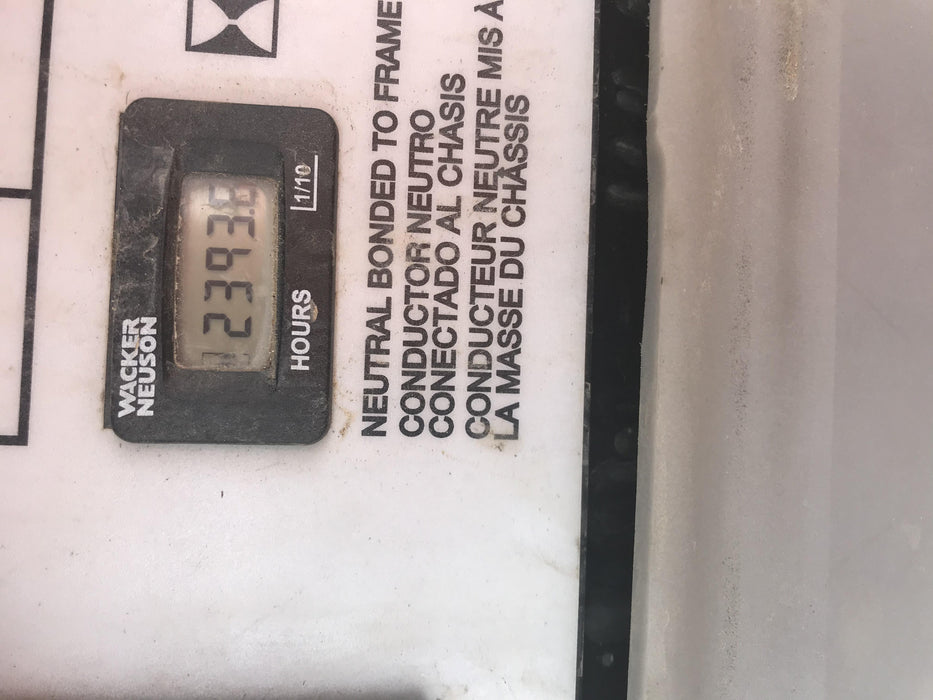 WACKER
NEUSON
2393.8
HOURS
1/10
NEUTRAL BONDED TO FRAME
CONDUCTOR NEUTRO
CONECTADO AL CHASIS
CONDUCTEUR NEUTRE MIS À
LA MASSE DU CHÂSSIS